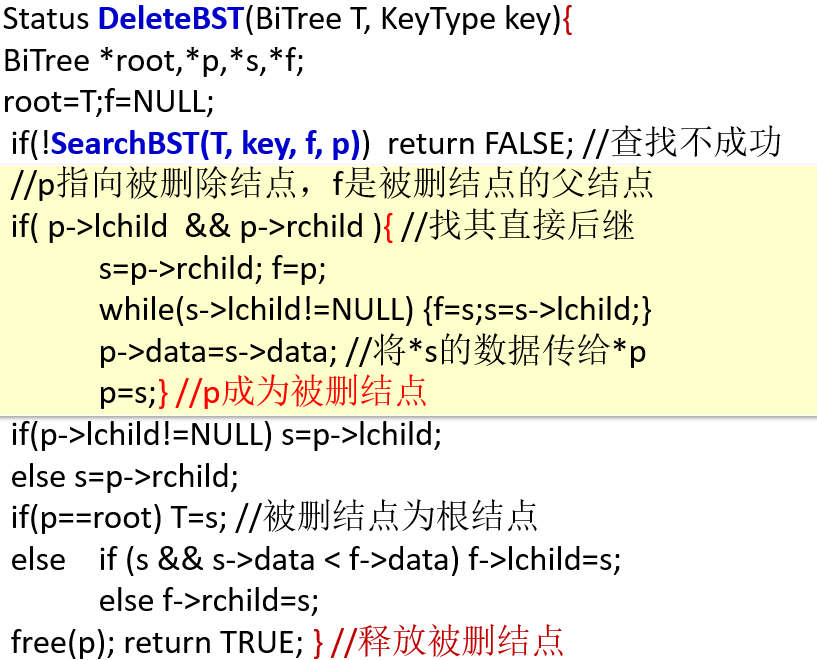 Status DeleteBST(BiTree T, KeyType key){
BiTree *root,*p,*s,*f;
root=T;f=NULL;
if(!SearchBST(T, key, f, p)) return FALSE; //查找不成功
//p指向被删除结点，f是被删结点的父结点
if( p->lchild && p->rchild ){ //找其直接后继
s=p->rchild; f=p;
while(s->lchild!=NULL) {f=s;s=s->lchild;}
p->data=s->data; //将*s的数据传给*p
p=s;} //p成为被删结点
if(p->lchild!=NULL) s=p->lchild;
else s=p->rchild;
if(p==root) T=s; //被删结点为根结点
else if (s && s->data < f->data) f->lchild=s;
else f->rchild=s;
free(p); return TRUE; } //释放被删结点